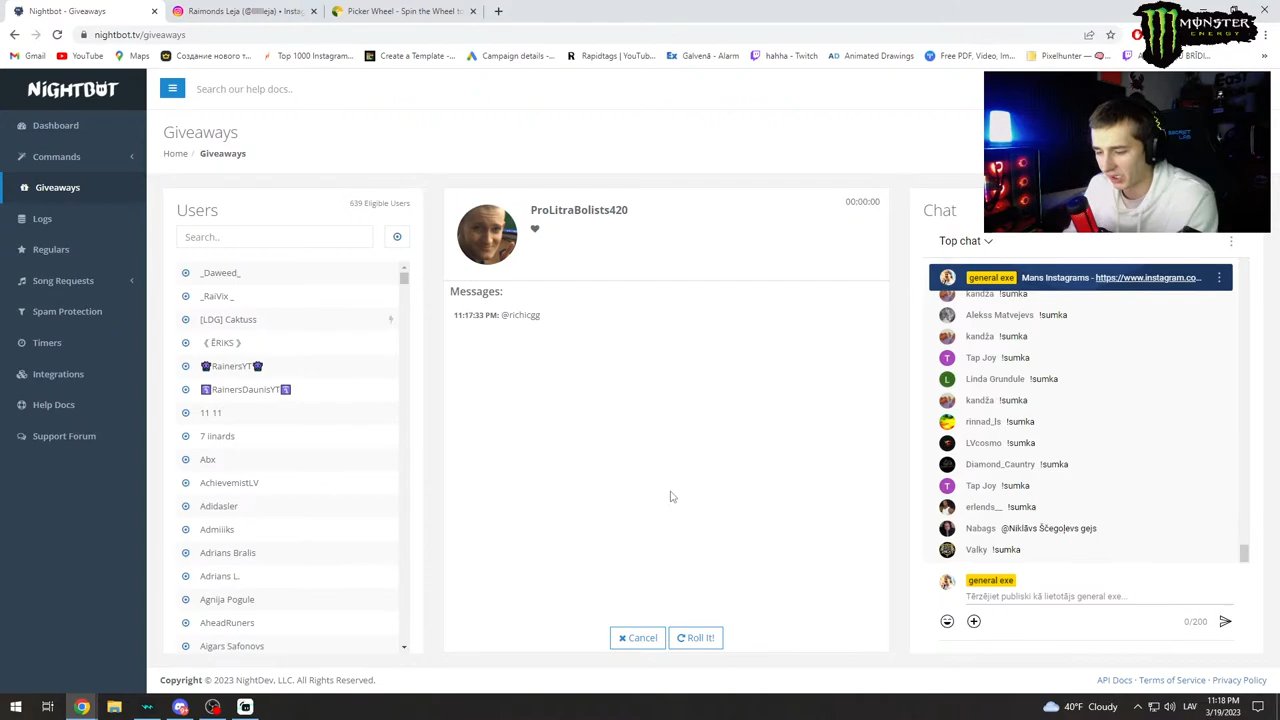 Nightbot - Giveaways
Picker Wheel - Spin the Wheel to
nightbot.tv/giveaways
Gmail
YouTube
Maps
Создание нового т...
Top 1000 Instagram...
Create a Template -...
Campaign details -...
Rapidtags | YouTub...
Galvenā - Alarm
hahha - Twitch
Animated Drawings
Free PDF, Video, Im...
Pixelhunter —
MONSTER
ENERGY
NiGHTBOT
Search our help docs..
Dashboard
Commands
Giveaways
Logs
Regulars
Song Requests
Spam Protection
Timers
Integrations
Help Docs
Support Forum
Giveaways
Home / Giveaways
Users
639 Eligible Users
Search..
_Daweed_
_RaiVix _
[LDG] Caktuss
《 ĒRIKS 》
RainersYT
RainersDaunisYT
11 11
7 iinards
Abx
AchievemistLV
Adidasler
Admiiiks
Adrians Bralis
Adrians L.
Agnija Pogule
AheadRuners
Aigars Safonovs
ProLitraBolists420
00:00:00
Messages:
11:17:33 PM: @richicgg
Cancel
Roll It!
Chat
Top chat
general exe Mans Instagrams - https://www.instagram.co...
kandža !sumka
Alekss Matvejevs !sumka
kandža !sumka
Tap Joy !sumka
Linda Grundule !sumka
kandža !sumka
rinnad_ls !sumka
LVcosmo !sumka
Diamond_Cauntry !sumka
Tap Joy !sumka
erlends__ !sumka
Nabags @Niklāvs Ščegoļevs gejs
Valky !sumka
general exe
Tērzējiet publiski kā lietotājs general exe...
0/200
Copyright © 2023 NightDev, LLC. All Rights Reserved.
API Docs - Terms of Service - Privacy Policy
40°F Cloudy
LAV
11:18 PM
3/19/2023